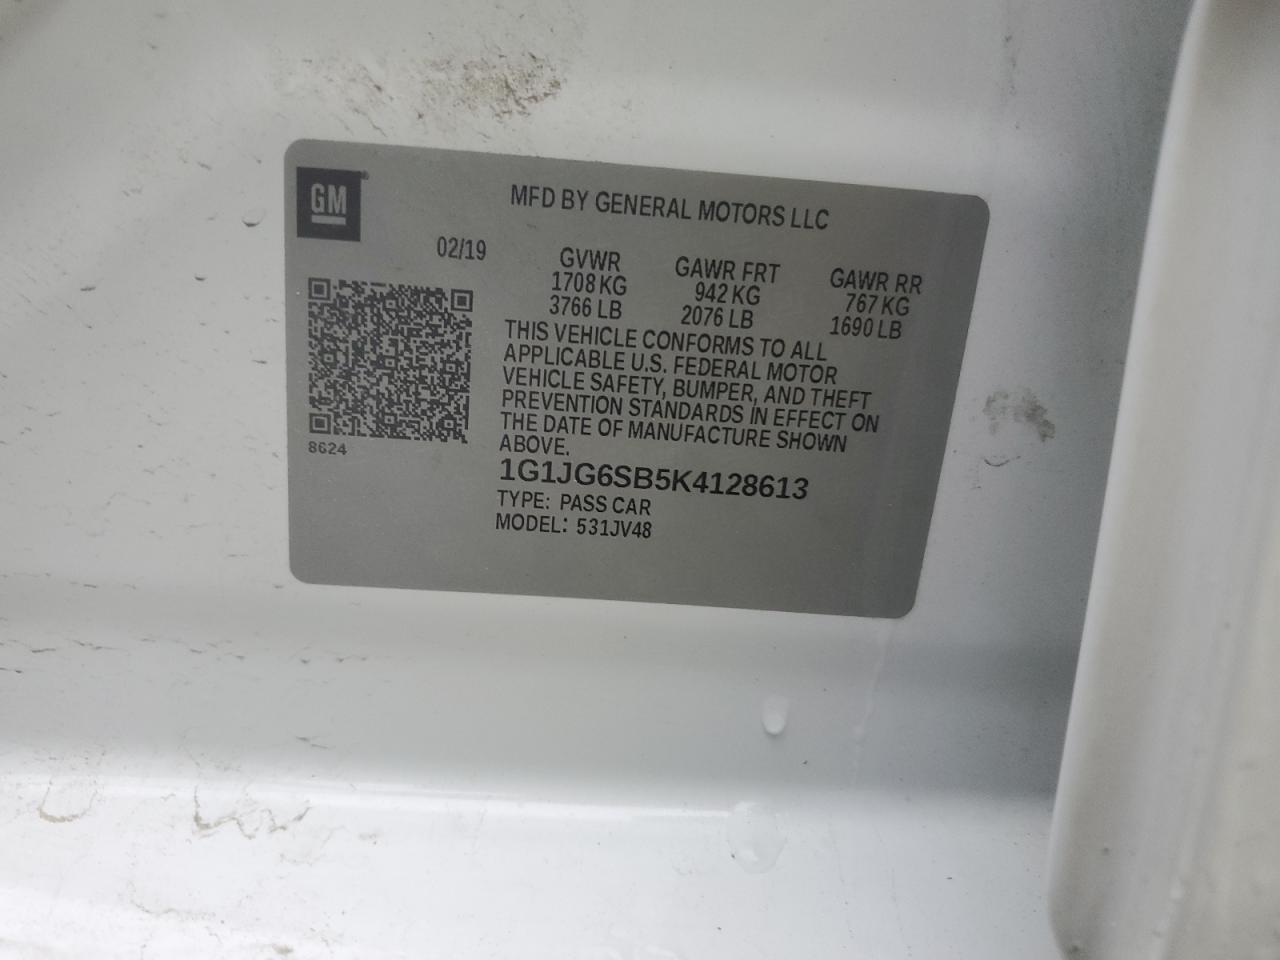 GM
MFD BY GENERAL MOTORS LLC
02/19
GVWR
1708 KG
3766 LB
GAWR FRT
942 KG
2076 LB
GAWR RR
767 KG
1690 LB
THIS VEHICLE CONFORMS TO ALL
APPLICABLE U.S. FEDERAL MOTOR
VEHICLE SAFETY, BUMPER, AND THEFT
PREVENTION STANDARDS IN EFFECT ON
THE DATE OF MANUFACTURE SHOWN
ABOVE.
8624
1G1JG6SB5K4128613
TYPE: PASS CAR
MODEL: 531JV48